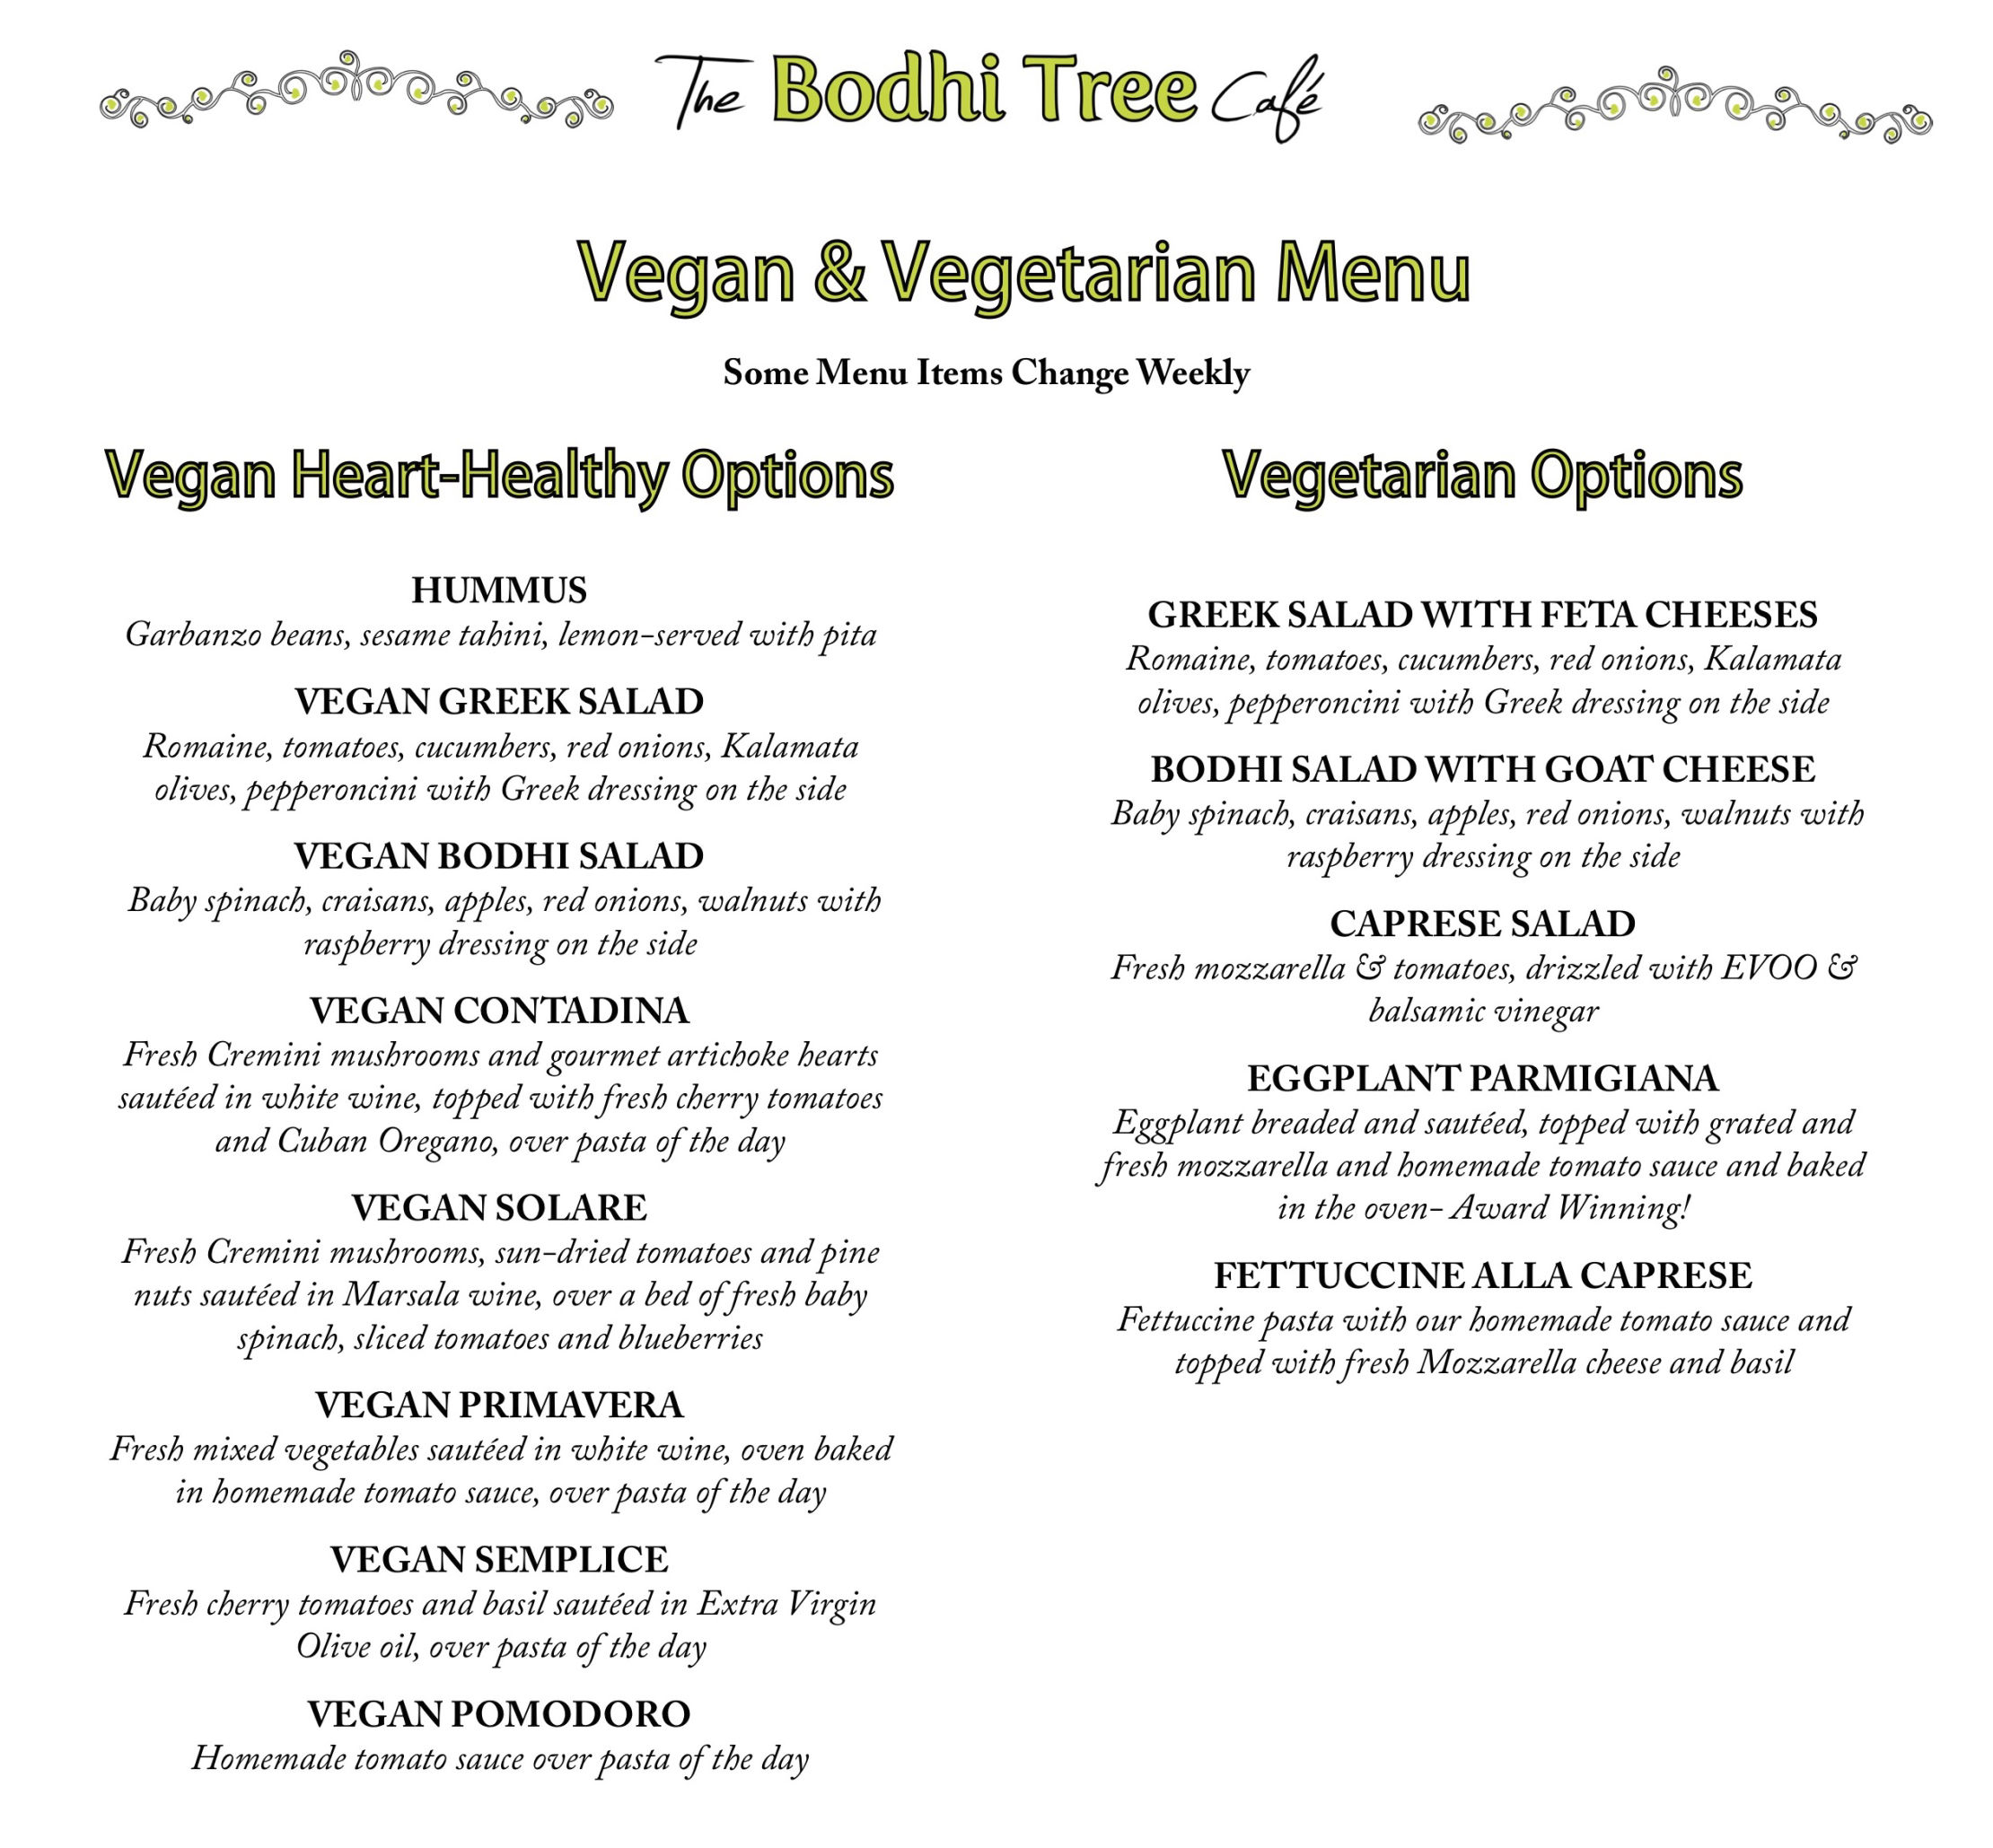 The Bodhi Tree Café
Vegan & Vegetarian Menu
Some Menu Items Change Weekly
Vegan Heart-Healthy Options
HUMMUS
Garbanzo beans, sesame tahini, lemon-served with pita
VEGAN GREEK SALAD
Romaine, tomatoes, cucumbers, red onions, Kalamata
olives, pepperoncini with Greek dressing on the side
VEGAN BODHI SALAD
Baby spinach, craisans, apples, red onions, walnuts with
raspberry dressing on the side
VEGAN CONTADINA
Fresh Cremini mushrooms and gourmet artichoke hearts
sautéed in white wine, topped with fresh cherry tomatoes
and Cuban Oregano, over pasta of the day
VEGAN SOLARE
Fresh Cremini mushrooms, sun-dried tomatoes and pine
nuts sautéed in Marsala wine, over a bed of fresh baby
spinach, sliced tomatoes and blueberries
VEGAN PRIMAVERA
Fresh mixed vegetables sautéed in white wine, oven baked
in homemade tomato sauce, over pasta of the day
VEGAN SEMPLICE
Fresh cherry tomatoes and basil sautéed in Extra Virgin
Olive oil, over pasta of the day
VEGAN POMODORO
Homemade tomato sauce over pasta of the day
Vegetarian Options
GREEK SALAD WITH FETA CHEESES
Romaine, tomatoes, cucumbers, red onions, Kalamata
olives, pepperoncini with Greek dressing on the side
BODHI SALAD WITH GOAT CHEESE
Baby spinach, craisans, apples, red onions, walnuts with
raspberry dressing on the side
CAPRESE SALAD
Fresh mozzarella & tomatoes, drizzled with EVOO &
balsamic vinegar
EGGPLANT PARMIGIANA
Eggplant breaded and sautéed, topped with grated and
fresh mozzarella and homemade tomato sauce and baked
in the oven- Award Winning!
FETTUCCINE ALLA CAPRESE
Fettuccine pasta with our homemade tomato sauce and
topped with fresh Mozzarella cheese and basil